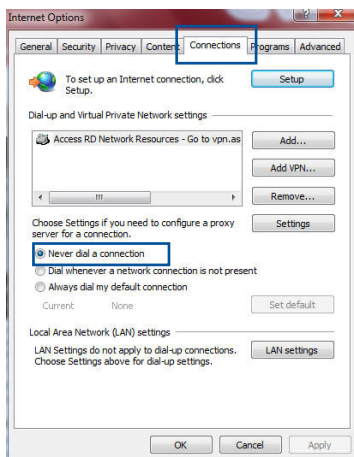 Internet Options
General Security Privacy Content Connections Programs Advanced
To set up an Internet connection, click Setup.
Setup
Dial-up and Virtual Private Network settings
Access RD Network Resources - Go to vpn.as
Add...
Add VPN...
Remove...
Choose Settings if you need to configure a proxy
server for a connection.
Settings
Never dial a connection
Dial whenever a network connection is not present
Always dial my default connection
Current None
Set default
Local Area Network (LAN) settings
LAN Settings do not apply to dial-up connections.
Choose Settings above for dial-up settings.
LAN settings
OK Cancel Apply